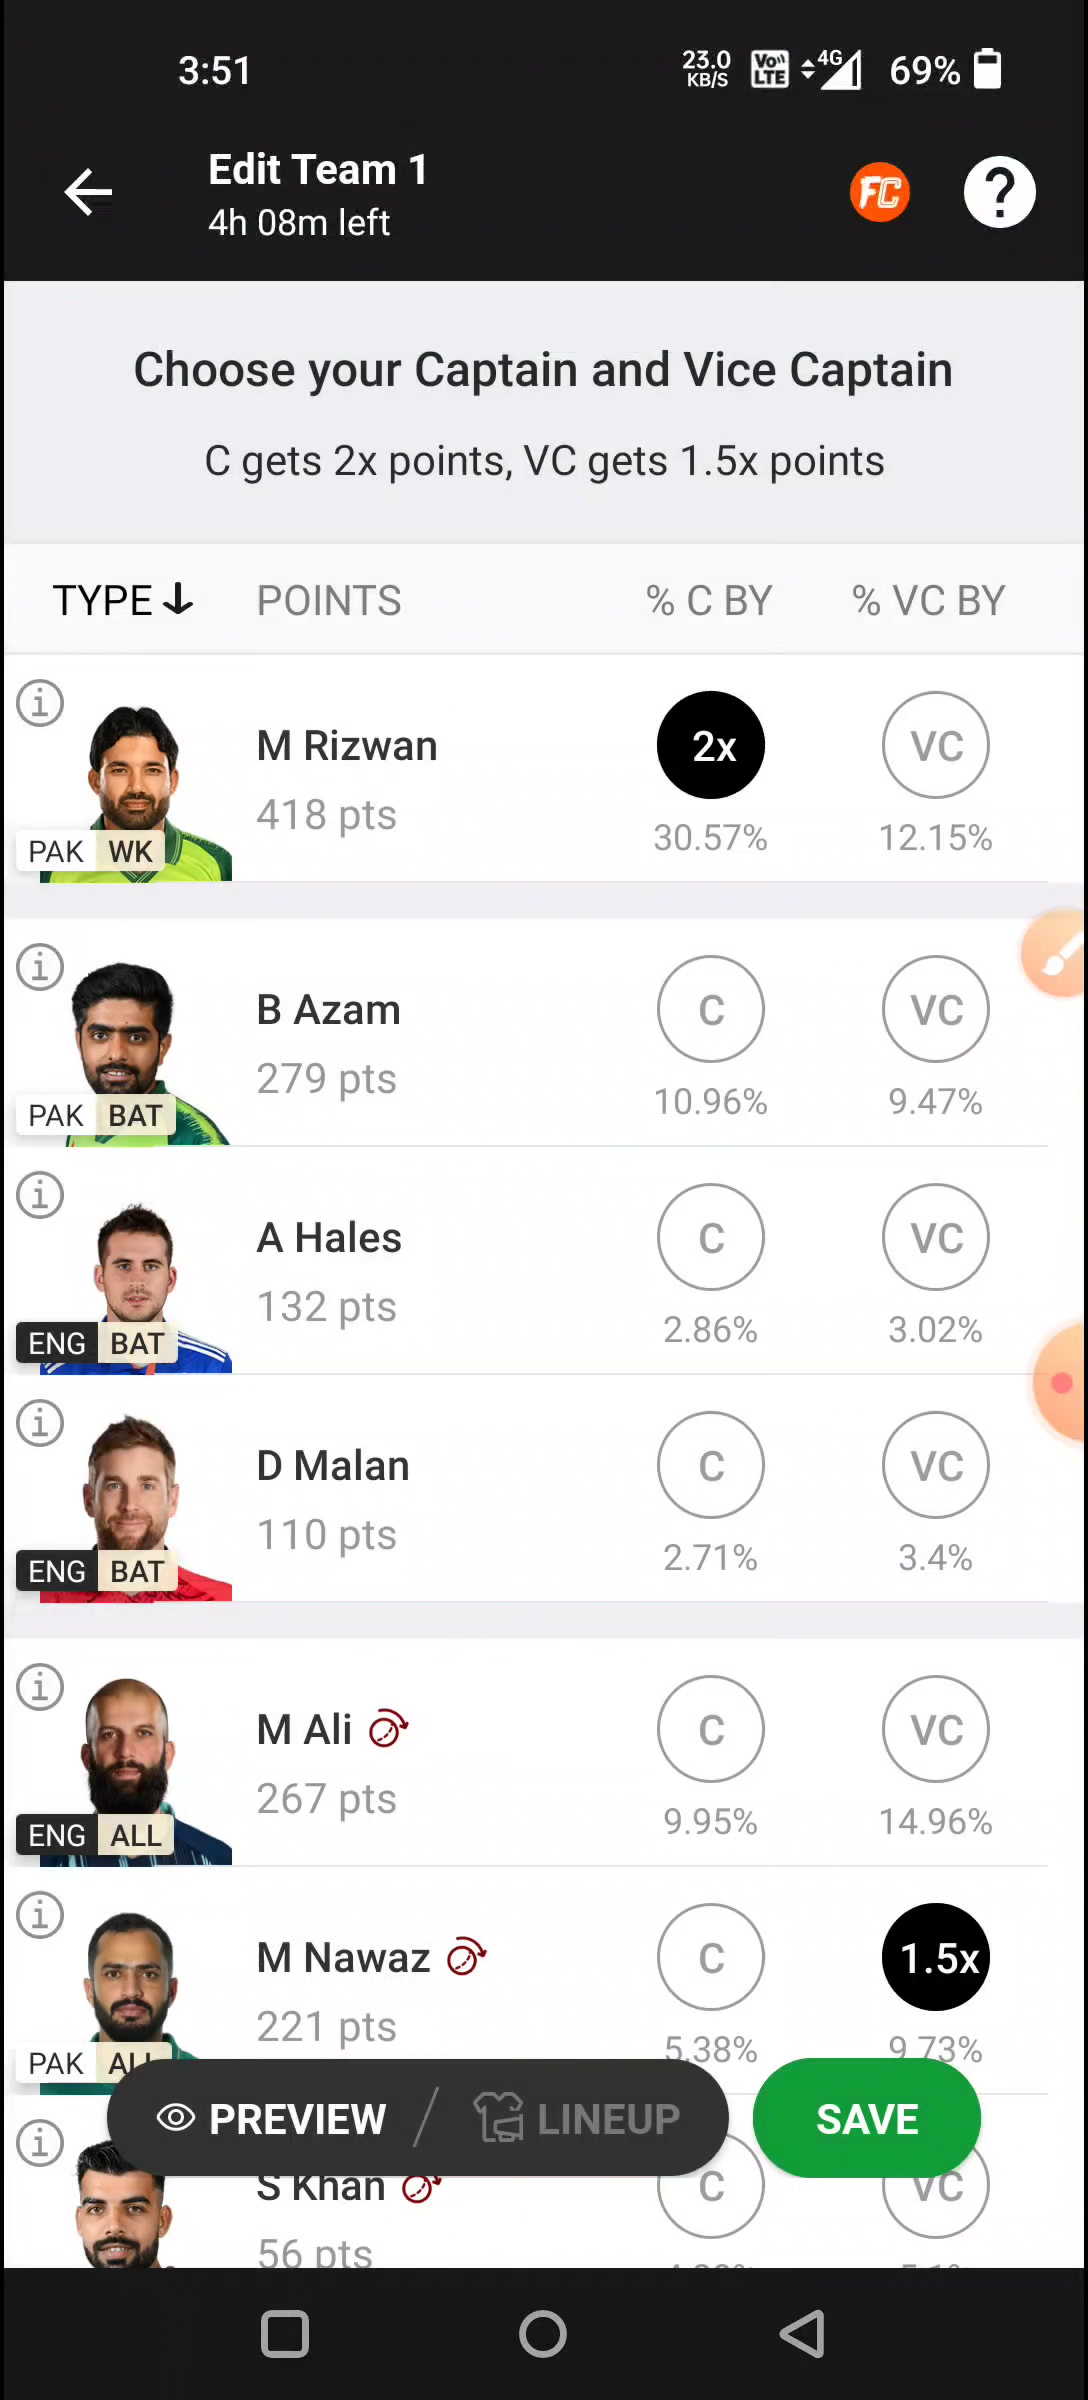 3:51
23.0 KB/S VoLTE 4G 69%
Edit Team 1
4h 08m left
FC ?
Choose your Captain and Vice Captain
C gets 2x points, VC gets 1.5x points
TYPE POINTS % C BY % VC BY
M Rizwan 2x VC
418 pts 30.57% 12.15%
PAK WK
B Azam C VC
279 pts 10.96% 9.47%
PAK BAT
A Hales C VC
132 pts 2.86% 3.02%
ENG BAT
D Malan C VC
110 pts 2.71% 3.4%
ENG BAT
M Ali C VC
267 pts 9.95% 14.96%
ENG ALL
M Nawaz C 1.5x
221 pts 5.38% 9.73%
PAK ALL
PREVIEW LINEUP SAVE
S Khan C VC
56 pts